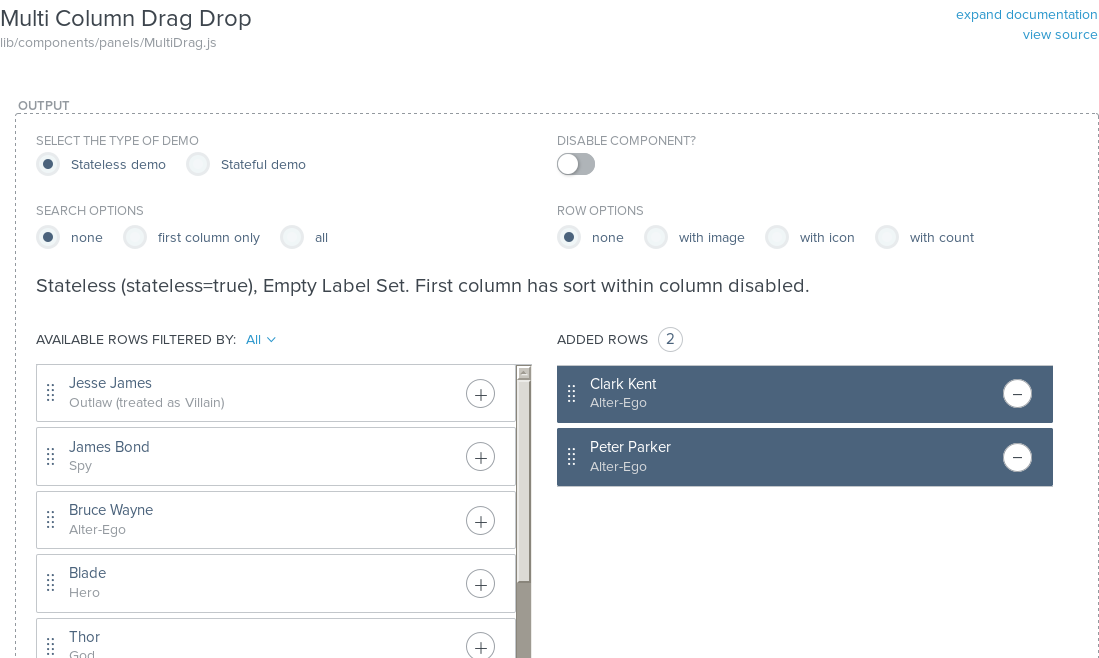 Multi Column Drag Drop
expand documentation
lib/components/panels/MultiDrag.js
view source
OUTPUT
SELECT THE TYPE OF DEMO
DISABLE COMPONENT?
Stateless demo Stateful demo
SEARCH OPTIONS
ROW OPTIONS
none first column only all
none with image with icon with count
Stateless (stateless=true), Empty Label Set. First column has sort within column disabled.
AVAILABLE ROWS FILTERED BY: All
ADDED ROWS 2
Jesse James
Outlaw (treated as Villain)
James Bond
Spy
Bruce Wayne
Alter-Ego
Blade
Hero
Thor
God
Clark Kent
Alter-Ego
Peter Parker
Alter-Ego